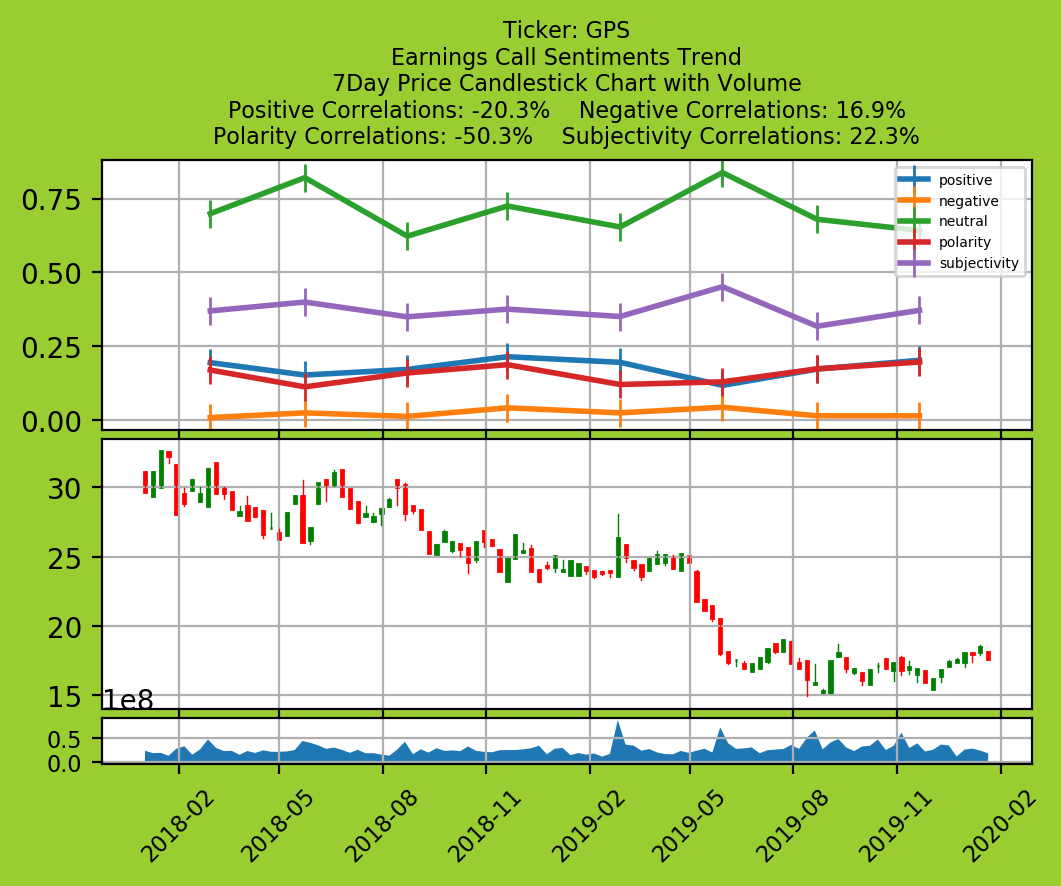 Ticker: GPS
Earnings Call Sentiments Trend
7Day Price Candlestick Chart with Volume
Positive Correlations: -20.3%    Negative Correlations: 16.9%
Polarity Correlations: -50.3%    Subjectivity Correlations: 22.3%
0.75
0.50
0.25
0.00
positive
negative
neutral
polarity
subjectivity
30
25
20
15
1e8
0.5
0.0
2018-02
2018-05
2018-08
2018-11
2019-02
2019-05
2019-08
2019-11
2020-02